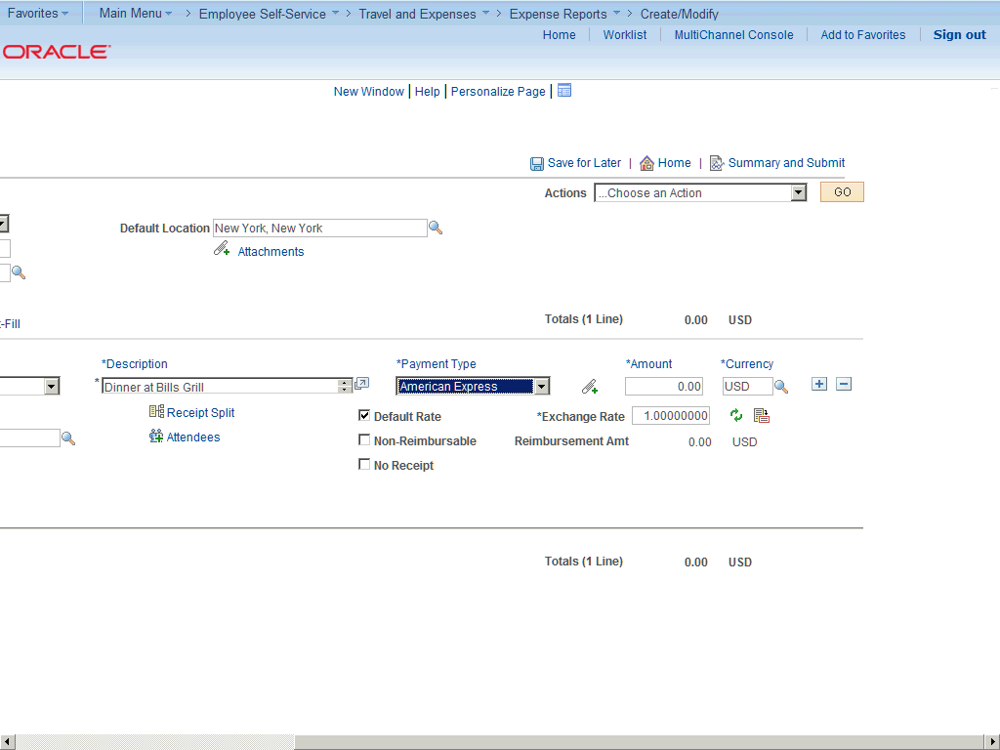 Favorites Main Menu > Employee Self-Service > Travel and Expenses > Expense Reports > Create/Modify
Home Worklist MultiChannel Console Add to Favorites Sign out
ORACLE
New Window | Help | Personalize Page |
Save for Later | Home | Summary and Submit
Actions ...Choose an Action GO
Default Location New York, New York
Attachments
-Fill Totals (1 Line) 0.00 USD
*Description *Payment Type *Amount *Currency
* Dinner at Bills Grill American Express 0.00 USD
Receipt Split Default Rate *Exchange Rate 1.00000000
Attendees Non-Reimbursable Reimbursement Amt 0.00 USD
No Receipt
Totals (1 Line) 0.00 USD